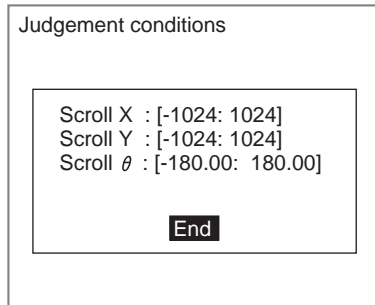 Judgement conditions
Scroll X : [-1024: 1024]
Scroll Y : [-1024: 1024]
Scroll θ : [-180.00: 180.00]
End